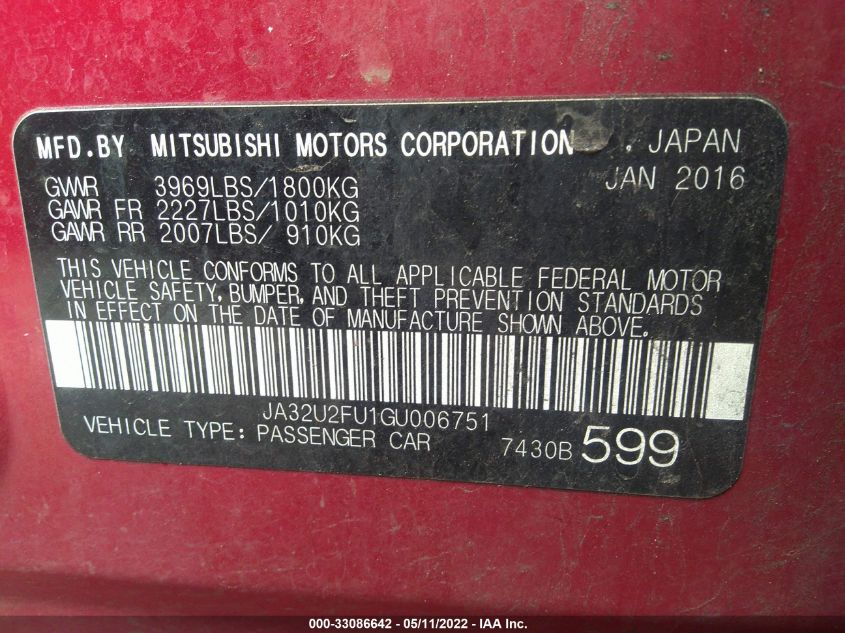 MFD.BY MITSUBISHI MOTORS CORPORATION , JAPAN
JAN 2016
GVWR 3969LBS/1800KG
GAWR FR 2227LBS/1010KG
GAWR RR 2007LBS/ 910KG
THIS VEHICLE CONFORMS TO ALL APPLICABLE FEDERAL MOTOR
VEHICLE SAFETY, BUMPER, AND THEFT PREVENTION STANDARDS
IN EFFECT ON THE DATE OF MANUFACTURE SHOWN ABOVE.
JA32U2FU1GU006751
VEHICLE TYPE: PASSENGER CAR 7430B 599
000-33086642 - 05/11/2022 - IAA Inc.